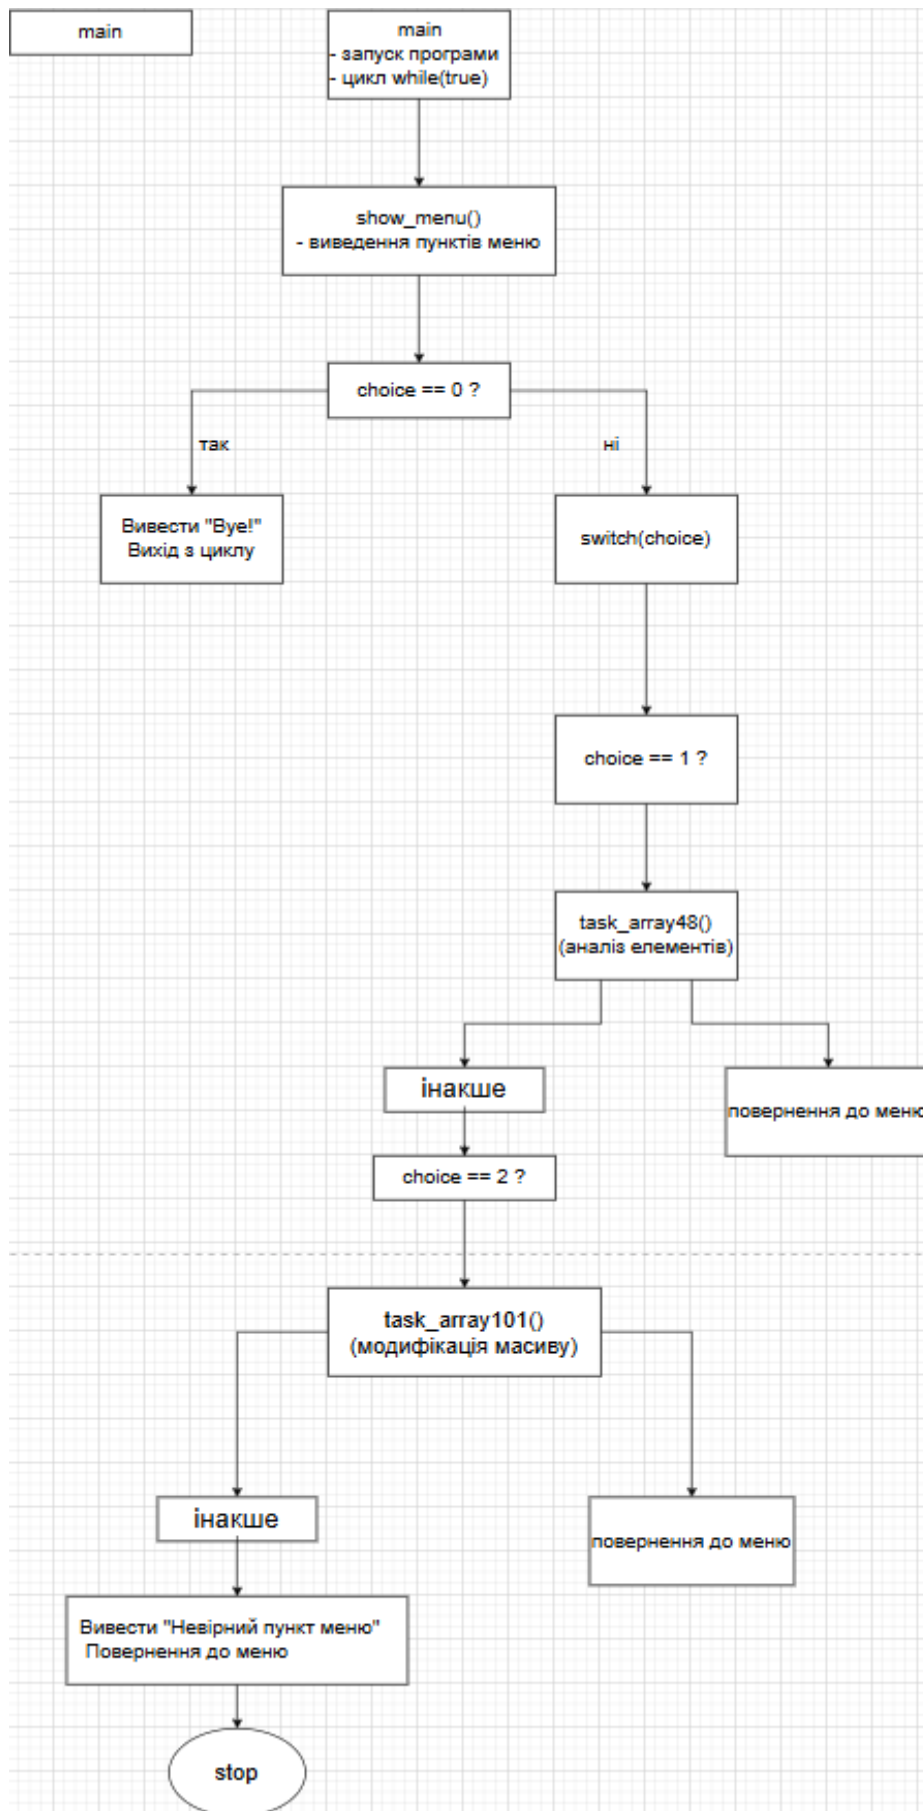 main
main
- запуск програми
- цикл while(true)
show_menu()
- виведення пунктів меню
choice == 0 ?
так
ні
Вивести "Bye!"
Вихід з циклу
switch(choice)
choice == 1 ?
task_array48()
(аналіз елементів)
інакше
повернення до меню
choice == 2 ?
task_array101()
(модифікація масиву)
інакше
повернення до меню
Вивести "Невірний пункт меню"
Повернення до меню
stop